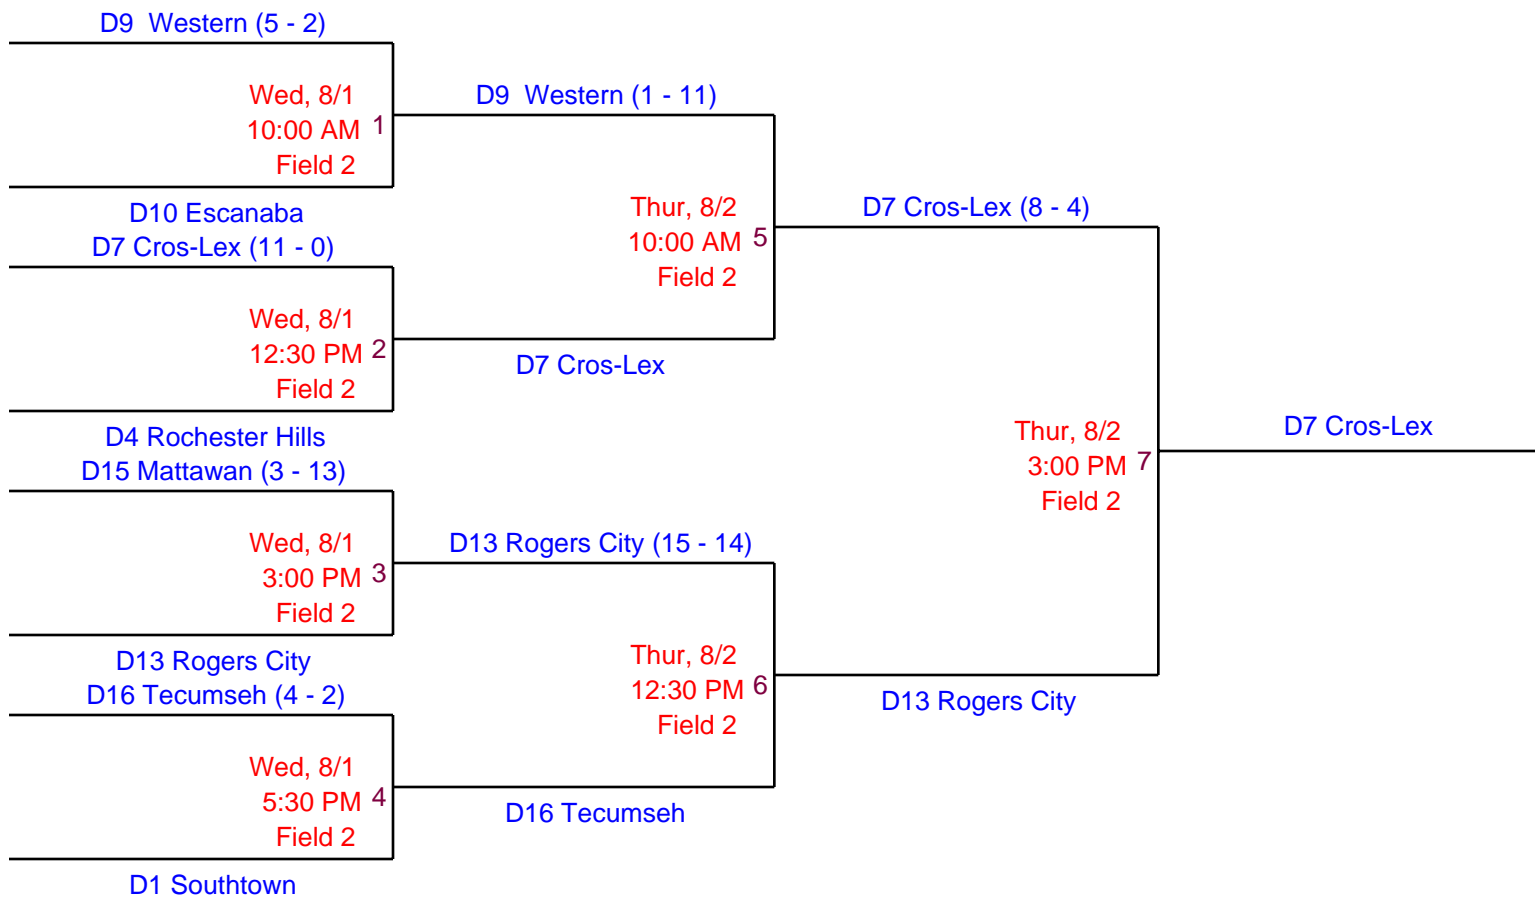 D9  Western (5 - 2)
Wed, 8/1
10:00 AM 1
Field 2
D10 Escanaba
D7 Cros-Lex (11 - 0)
Wed, 8/1
12:30 PM 2
Field 2
D4 Rochester Hills
D15 Mattawan (3 - 13)
Wed, 8/1
3:00 PM 3
Field 2
D13 Rogers City
D16 Tecumseh (4 - 2)
Wed, 8/1
5:30 PM 4
Field 2
D1 Southtown
D9  Western (1 - 11)
Thur, 8/2
10:00 AM 5
Field 2
D7 Cros-Lex
D13 Rogers City (15 - 14)
Thur, 8/2
12:30 PM 6
Field 2
D16 Tecumseh
D7 Cros-Lex (8 - 4)
Thur, 8/2
3:00 PM 7
Field 2
D13 Rogers City
D7 Cros-Lex